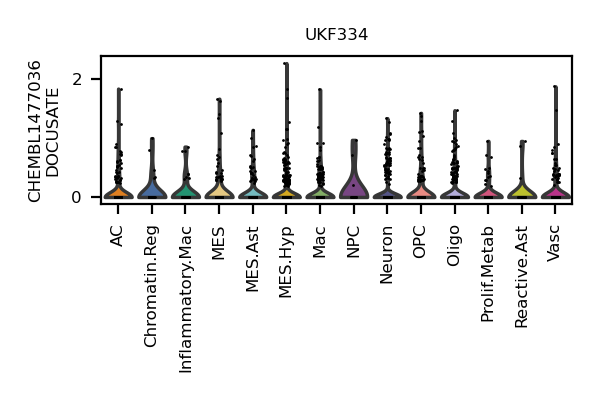 UKF334
CHEMBL1477036
DOCUSATE
2
0
AC
Chromatin.Reg
Inflammatory.Mac
MES
MES.Ast
MES.Hyp
Mac
NPC
Neuron
OPC
Oligo
Prolif.Metab
Reactive.Ast
Vasc